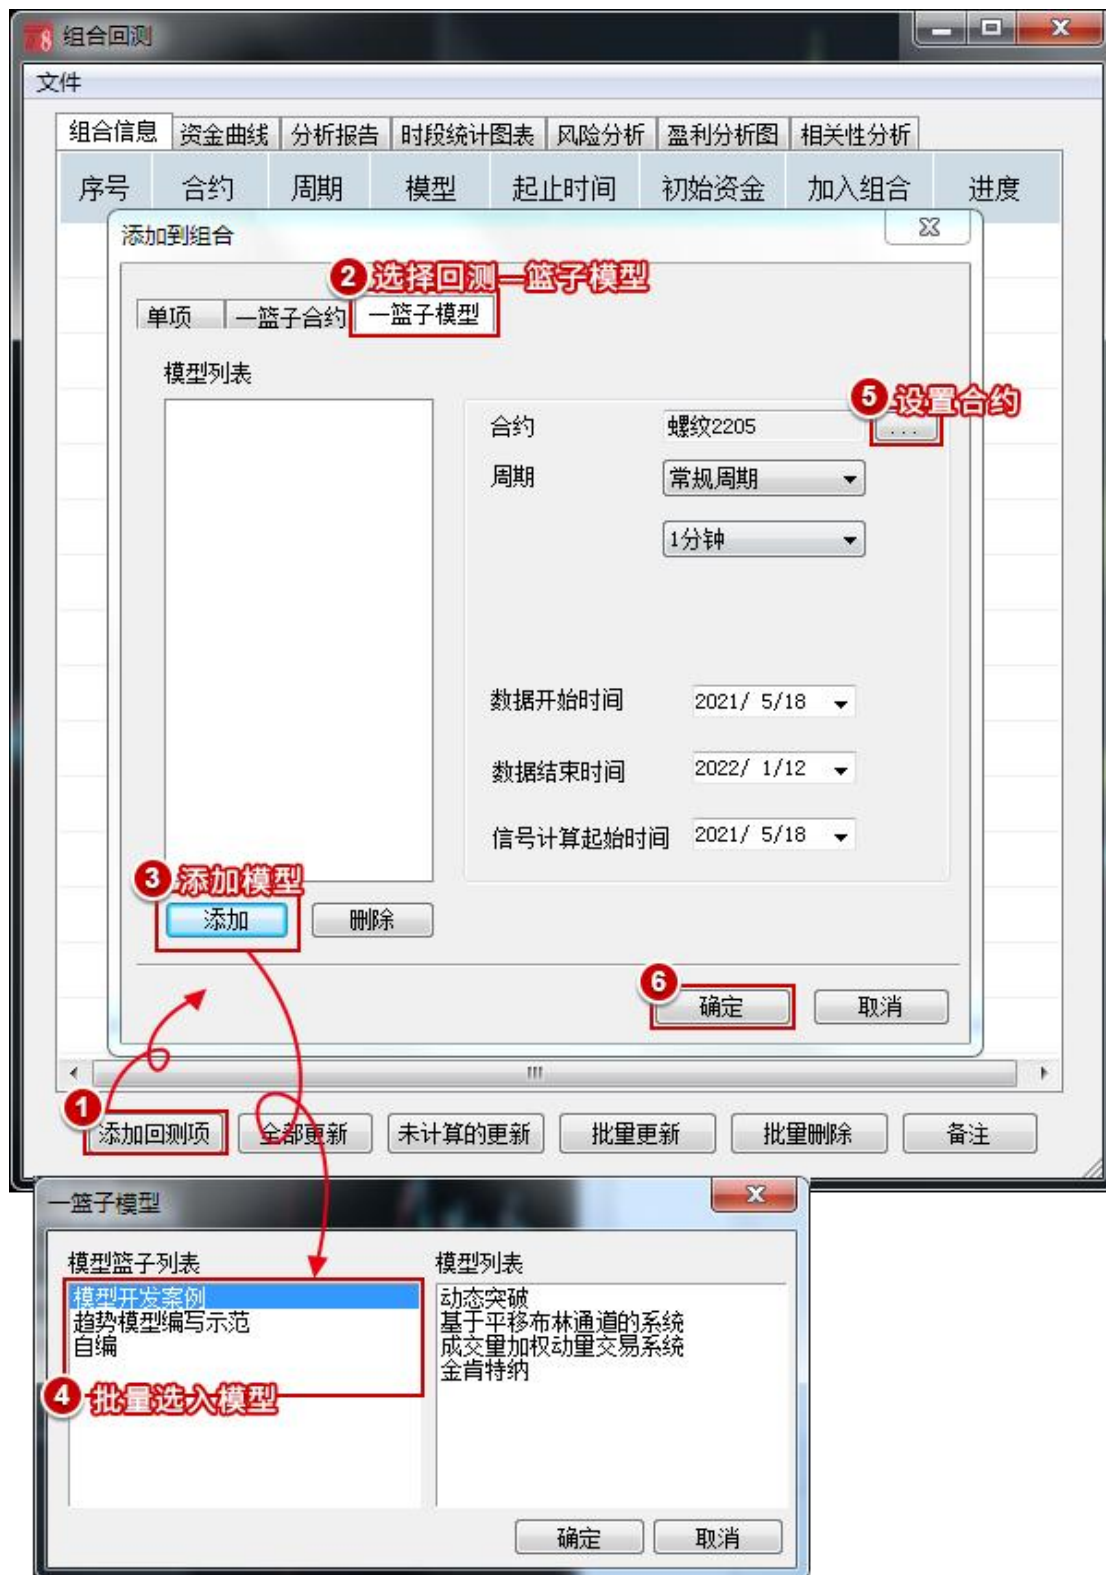 组合回测
文件
组合信息 资金曲线 分析报告 时段统计图表 风险分析 盈利分析图 相关性分析
序号 合约 周期 模型 起止时间 初始资金 加入组合 进度
添加到组合
2 选择回测一篮子模型
单项 一篮子合约 一篮子模型
模型列表
5 设置合约
合约 螺纹2205 ...
周期 常规周期
1分钟
数据开始时间 2021/ 5/18
数据结束时间 2022/ 1/12
信号计算起始时间 2021/ 5/18
3 添加模型
添加 删除
6
确定 取消
1
添加回测项 全部更新 未计算的更新 批量更新 批量删除 备注
一篮子模型
模型篮子列表 模型列表
模型开发案例 动态突破
趋势模型编写示范 基于平移布林通道的系统
自编 成交量加权动量交易系统
金肯特纳
4 批量选入模型
确定 取消